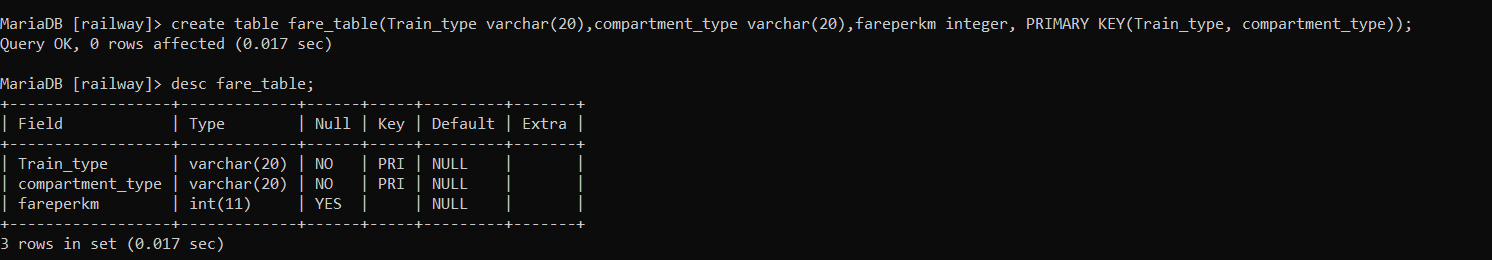 MariaDB [railway]> create table fare_table(Train_type varchar(20),compartment_type varchar(20),fareperkm integer, PRIMARY KEY(Train_type, compartment_type));
Query OK, 0 rows affected (0.017 sec)

MariaDB [railway]> desc fare_table;
+------------------+-------------+------+-----+---------+-------+
| Field            | Type        | Null | Key | Default | Extra |
+------------------+-------------+------+-----+---------+-------+
| Train_type       | varchar(20) | NO   | PRI | NULL    |       |
| compartment_type | varchar(20) | NO   | PRI | NULL    |       |
| fareperkm        | int(11)     | YES  |     | NULL    |       |
+------------------+-------------+------+-----+---------+-------+
3 rows in set (0.017 sec)